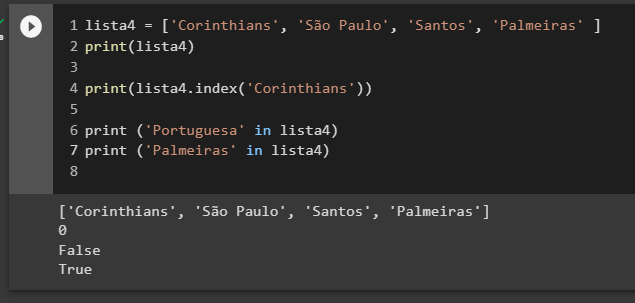 1 lista4 = ['Corinthians', 'São Paulo', 'Santos', 'Palmeiras' ]
2 print(lista4)
3
4 print(lista4.index('Corinthians'))
5
6 print ('Portuguesa' in lista4)
7 print ('Palmeiras' in lista4)
8
['Corinthians', 'São Paulo', 'Santos', 'Palmeiras']
0
False
True